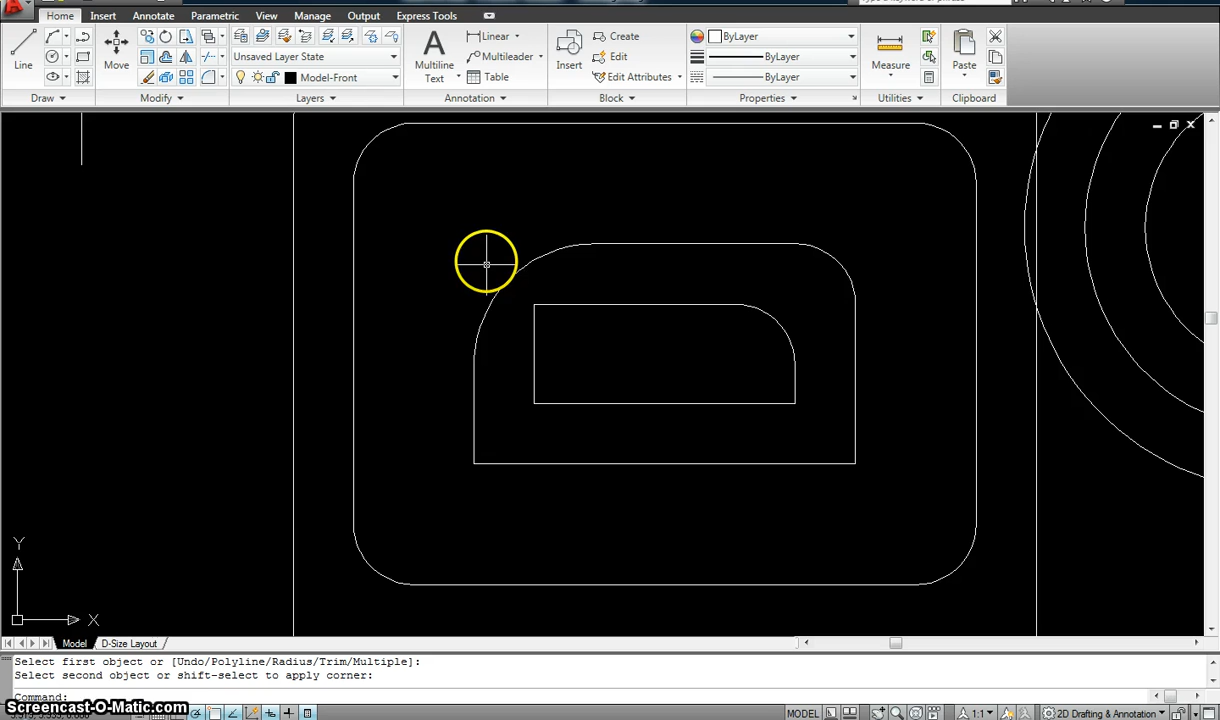 Home Insert Annotate Parametric View Manage Output Express Tools
Line
Move
Unsaved Layer State
Model-Front
Multiline
Text
Linear
Multileader
Table
Insert
Create
Edit
Edit Attributes
ByLayer
ByLayer
ByLayer
Measure
Paste
Draw Modify Layers Annotation Block Properties Utilities Clipboard
Y
X
Model D-Size Layout
Select first object or [Undo/Polyline/Radius/Trim/Multiple]:
Select second object or shift-select to apply corner:
Command:
Screencast-O-Matic.com
MODEL 1:1 2D Drafting & Annotation